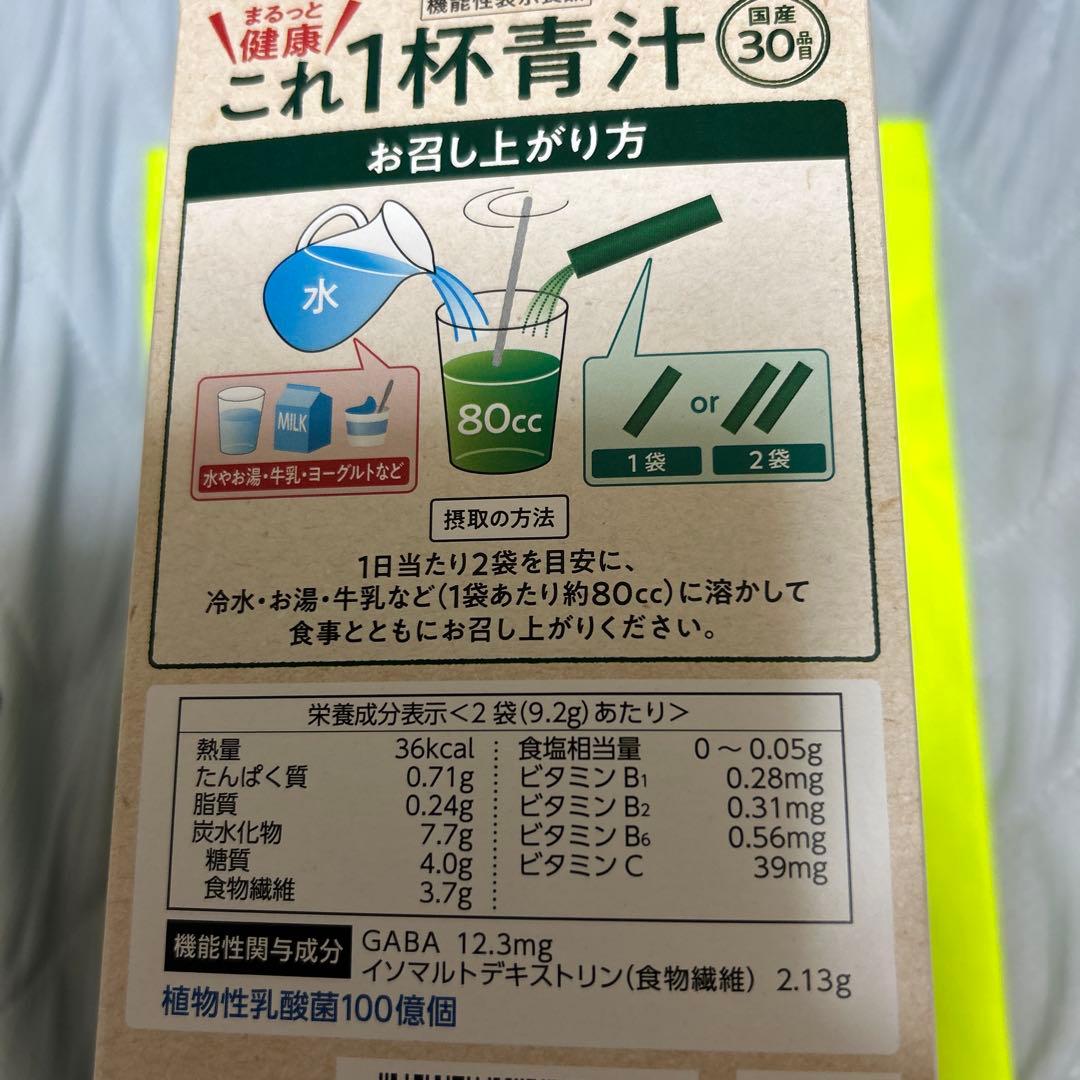 まるっと
健康
機能性表示食品
これ1杯青汁
国産
30品目
お召し上がり方
水
MILK
水やお湯・牛乳・ヨーグルトなど
80cc
or
1袋
2袋
摂取の方法
1日当たり2袋を目安に、
冷水・お湯・牛乳など(1袋あたり約80cc)に溶かして
食事とともにお召し上がりください。
栄養成分表示<2袋(9.2g)あたり>
熱量 36kcal
たんぱく質 0.71g
脂質 0.24g
炭水化物 7.7g
糖質 4.0g
食物繊維 3.7g
食塩相当量 0～0.05g
ビタミンB1 0.28mg
ビタミンB2 0.31mg
ビタミンB6 0.56mg
ビタミンC 39mg
機能性関与成分
GABA 12.3mg
イソマルトデキストリン(食物繊維) 2.13g
植物性乳酸菌100億個